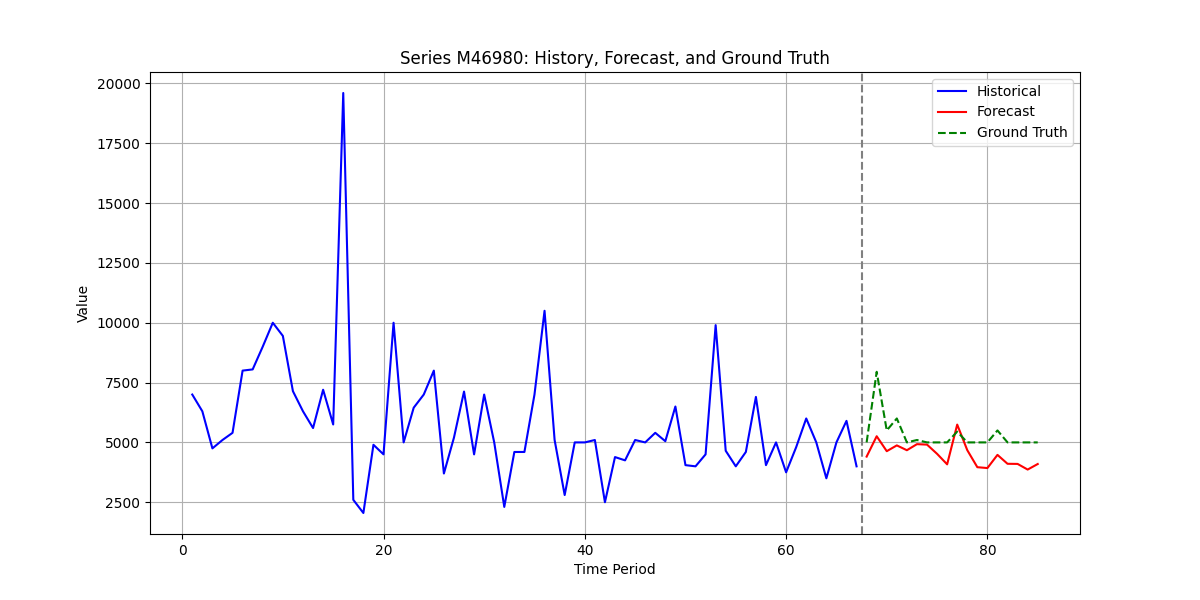 Series M46980: History, Forecast, and Ground Truth
Historical
Forecast
Ground Truth
20000
17500
15000
12500
10000
7500
5000
2500
Value
0 20 40 60 80
Time Period